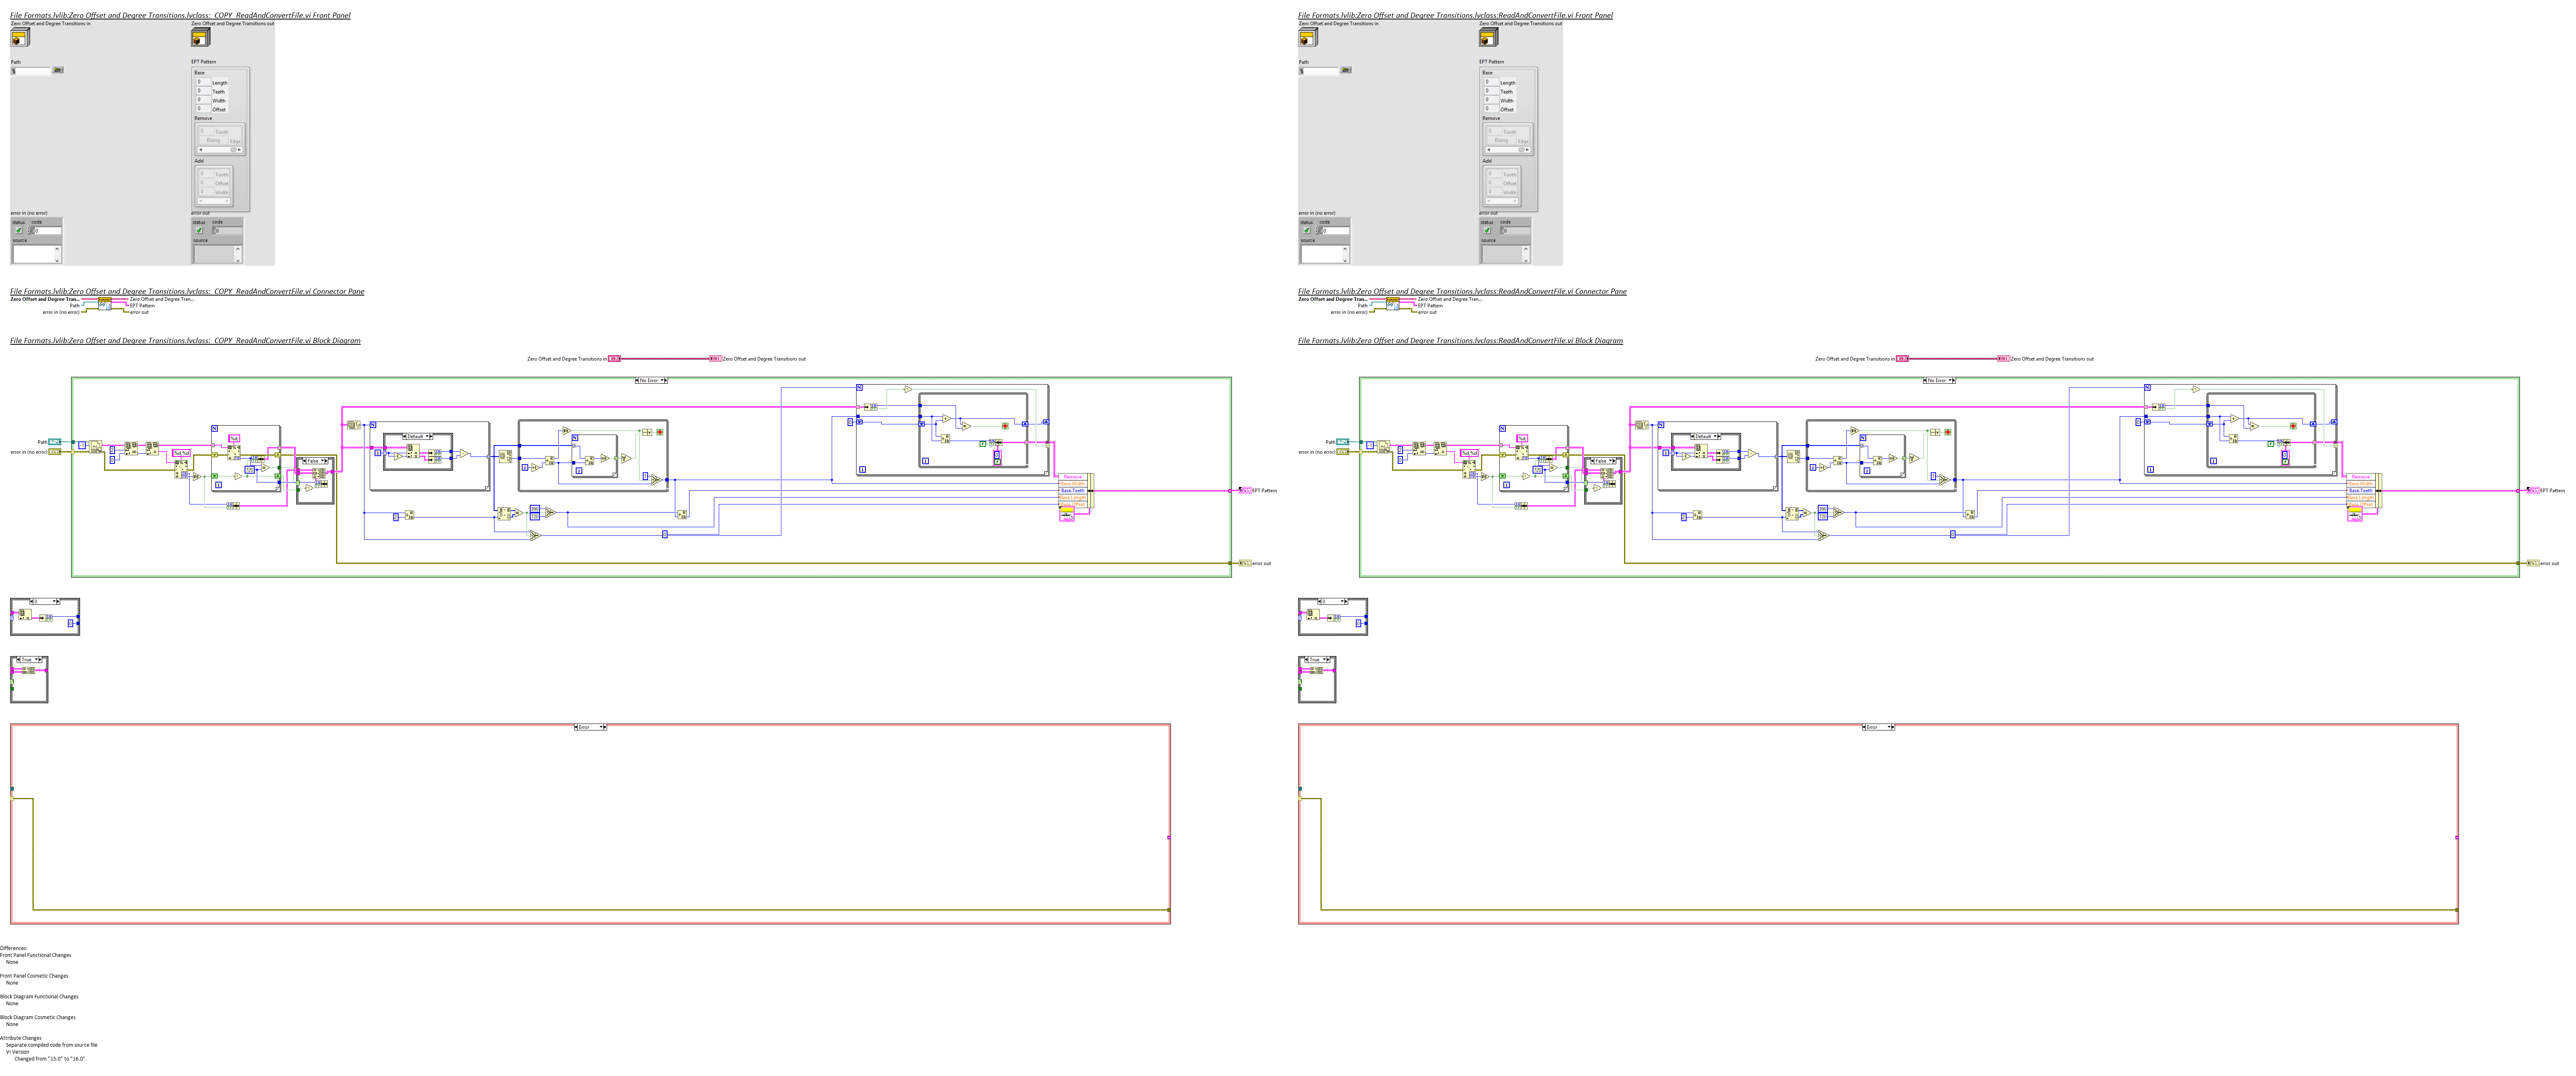 File Formats.lvlib:Zero Offset and Degree Transitions.lvclass:_COPY_ReadAndConvertFile.vi Front Panel
Zero Offset and Degree Transitions in
Zero Offset and Degree Transitions out
Path
EPT Pattern
Base
0 Length
0 Teeth
0 Width
0 Offset
Remove
0 Tooth
Rising Edge
Add
0 Tooth
0 Offset
0 Width
error in (no error)
status code
0
source
error out
status code
0
source
File Formats.lvlib:Zero Offset and Degree Transitions.lvclass:_COPY_ReadAndConvertFile.vi Connector Pane
Zero Offset and Degree Tran...
Path
error in (no error)
Zero Offset and Degree Tran...
EPT Pattern
error out
File Formats.lvlib:Zero Offset and Degree Transitions.lvclass:_COPY_ReadAndConvertFile.vi Block Diagram
Zero Offset and Degree Transitions in
Zero Offset and Degree Transitions out
No Error
Path
error in (no error)
Default
False
360
720
Remove
Base.Width
Base.Teeth
Base.Length
Base.Offset
EPT Pattern
error out
0
True
Error
Differences:
Front Panel Functional Changes
None
Front Panel Cosmetic Changes
None
Block Diagram Functional Changes
None
Block Diagram Cosmetic Changes
None
Attribute Changes
Separate compiled code from source file
VI Version
Changed from "15.0" to "16.0".
File Formats.lvlib:Zero Offset and Degree Transitions.lvclass:ReadAndConvertFile.vi Front Panel
Zero Offset and Degree Transitions in
Zero Offset and Degree Transitions out
Path
EPT Pattern
Base
0 Length
0 Teeth
0 Width
0 Offset
Remove
0 Tooth
Rising Edge
Add
0 Tooth
0 Offset
0 Width
error in (no error)
status code
0
source
error out
status code
0
source
File Formats.lvlib:Zero Offset and Degree Transitions.lvclass:ReadAndConvertFile.vi Connector Pane
Zero Offset and Degree Tran...
Path
error in (no error)
Zero Offset and Degree Tran...
EPT Pattern
error out
File Formats.lvlib:Zero Offset and Degree Transitions.lvclass:ReadAndConvertFile.vi Block Diagram
Zero Offset and Degree Transitions in
Zero Offset and Degree Transitions out
No Error
Path
error in (no error)
Default
False
360
720
Remove
Base.Width
Base.Teeth
Base.Length
Base.Offset
EPT Pattern
error out
0
True
Error